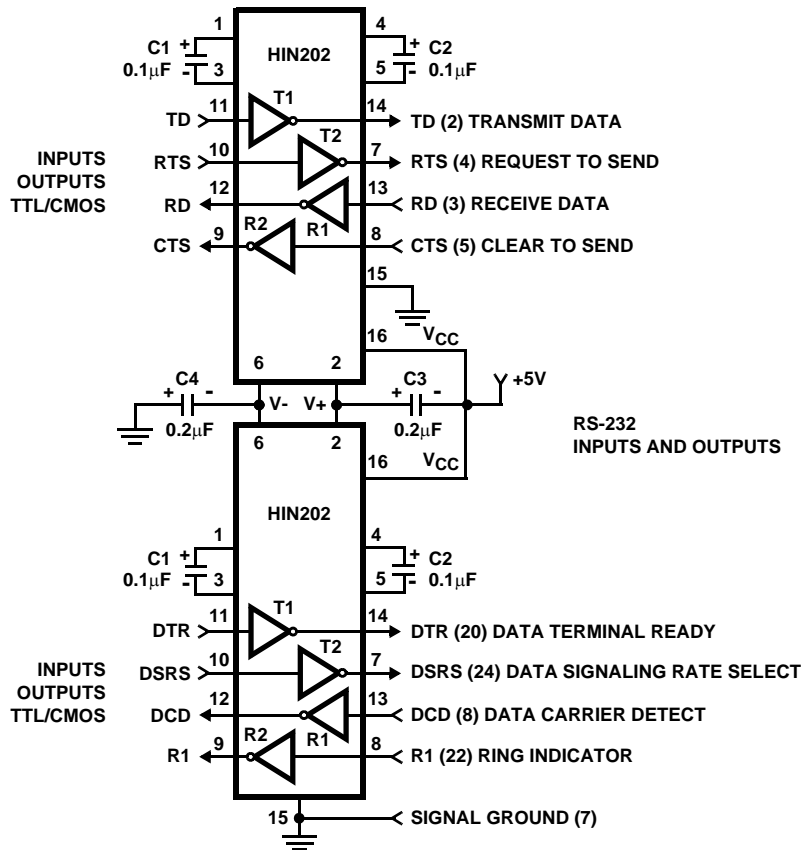 1 4
HIN202
C1 + + C2
0.1μF - 3 5 - 0.1μF
T1
11 14
TD TD (2) TRANSMIT DATA
T2
INPUTS
OUTPUTS
TTL/CMOS
10 7
RTS RTS (4) REQUEST TO SEND
12 13
RD RD (3) RECEIVE DATA
R2 R1
9 8
CTS CTS (5) CLEAR TO SEND
15
16 VCC
6 2
+5V
C4 C3
+ - V- V+ + -
0.2μF 0.2μF
RS-232
INPUTS AND OUTPUTS
6 2
16 VCC
HIN202
1 4
C1 + + C2
0.1μF - 3 5 - 0.1μF
T1
11 14
DTR DTR (20) DATA TERMINAL READY
T2
INPUTS
OUTPUTS
TTL/CMOS
10 7
DSRS DSRS (24) DATA SIGNALING RATE SELECT
12 13
DCD DCD (8) DATA CARRIER DETECT
R2 R1
9 8
R1 R1 (22) RING INDICATOR
15 SIGNAL GROUND (7)